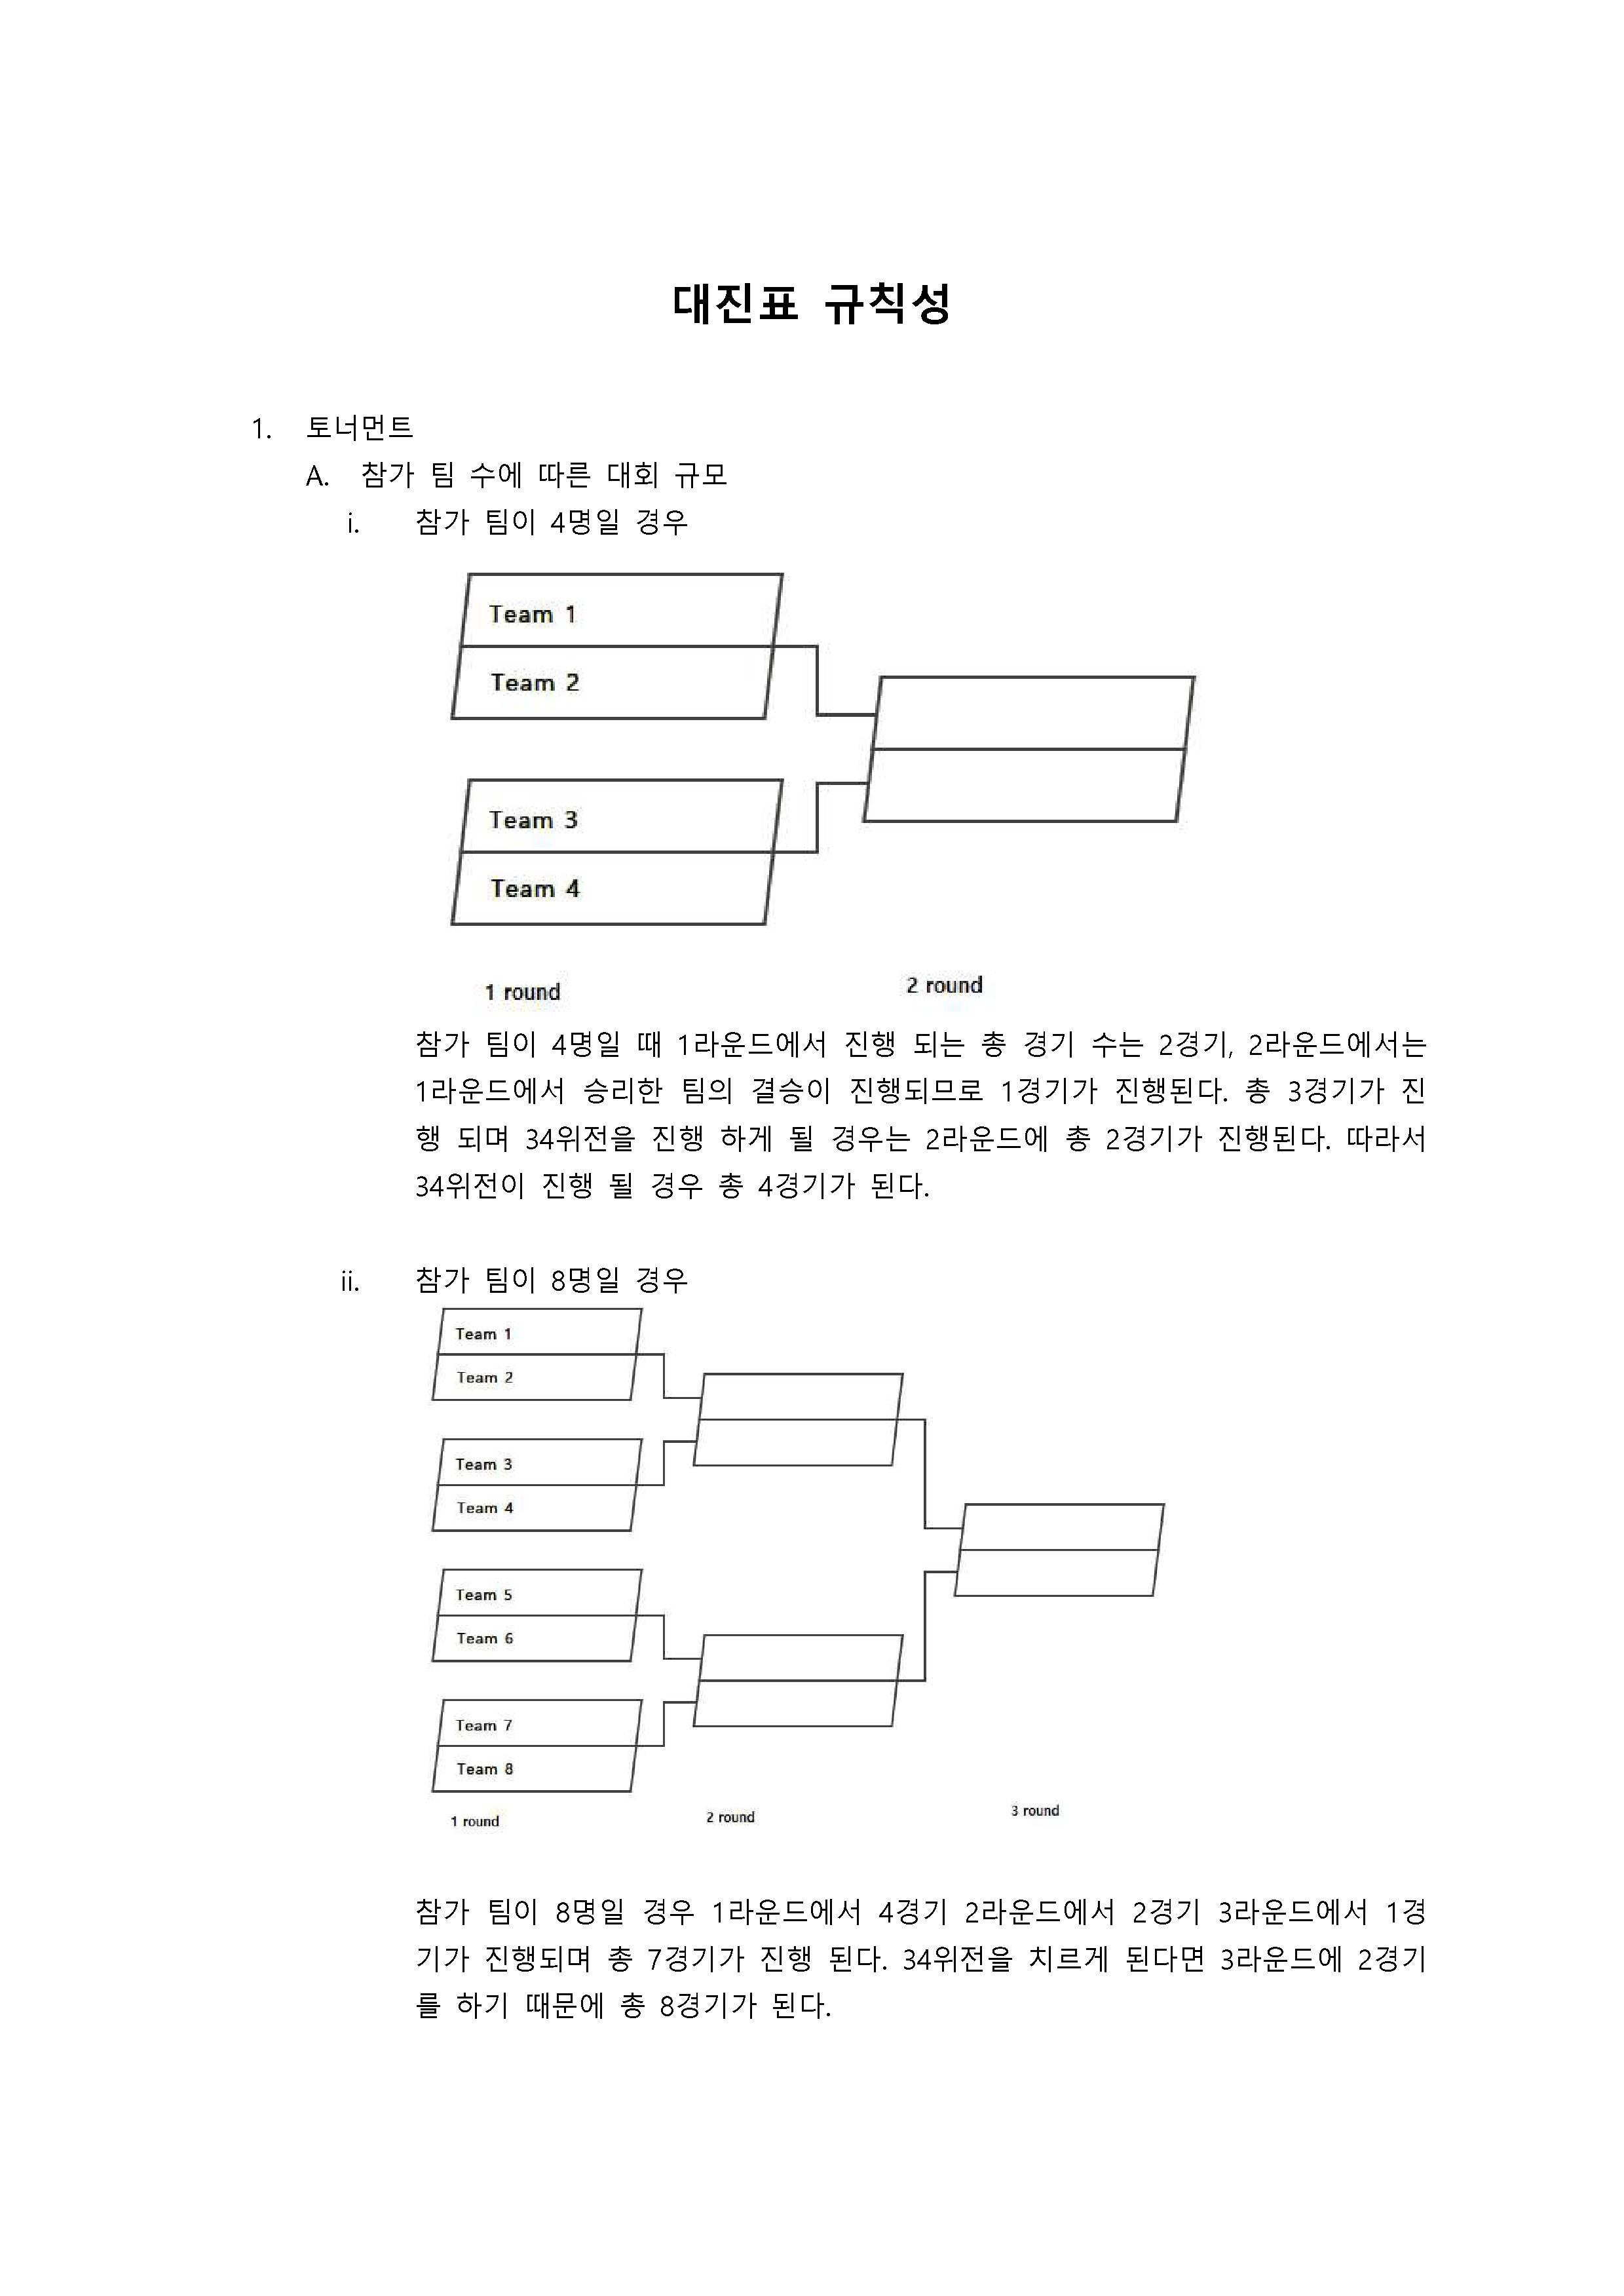 대진표 규칙성
1. 토너먼트
A. 참가 팀 수에 따른 대회 규모
i. 참가 팀이 4명일 경우
Team 1
Team 2
Team 3
Team 4
1 round
2 round
참가 팀이 4명일 때 1라운드에서 진행 되는 총 경기 수는 2경기, 2라운드에서는
1라운드에서 승리한 팀의 결승이 진행되므로 1경기가 진행된다. 총 3경기가 진
행 되며 34위전을 진행 하게 될 경우는 2라운드에 총 2경기가 진행된다. 따라서
34위전이 진행 될 경우 총 4경기가 된다.
ii. 참가 팀이 8명일 경우
Team 1
Team 2
Team 3
Team 4
Team 5
Team 6
Team 7
Team 8
1 round
2 round
3 round
참가 팀이 8명일 경우 1라운드에서 4경기 2라운드에서 2경기 3라운드에서 1경
기가 진행되며 총 7경기가 진행 된다. 34위전을 치르게 된다면 3라운드에 2경기
를 하기 때문에 총 8경기가 된다.